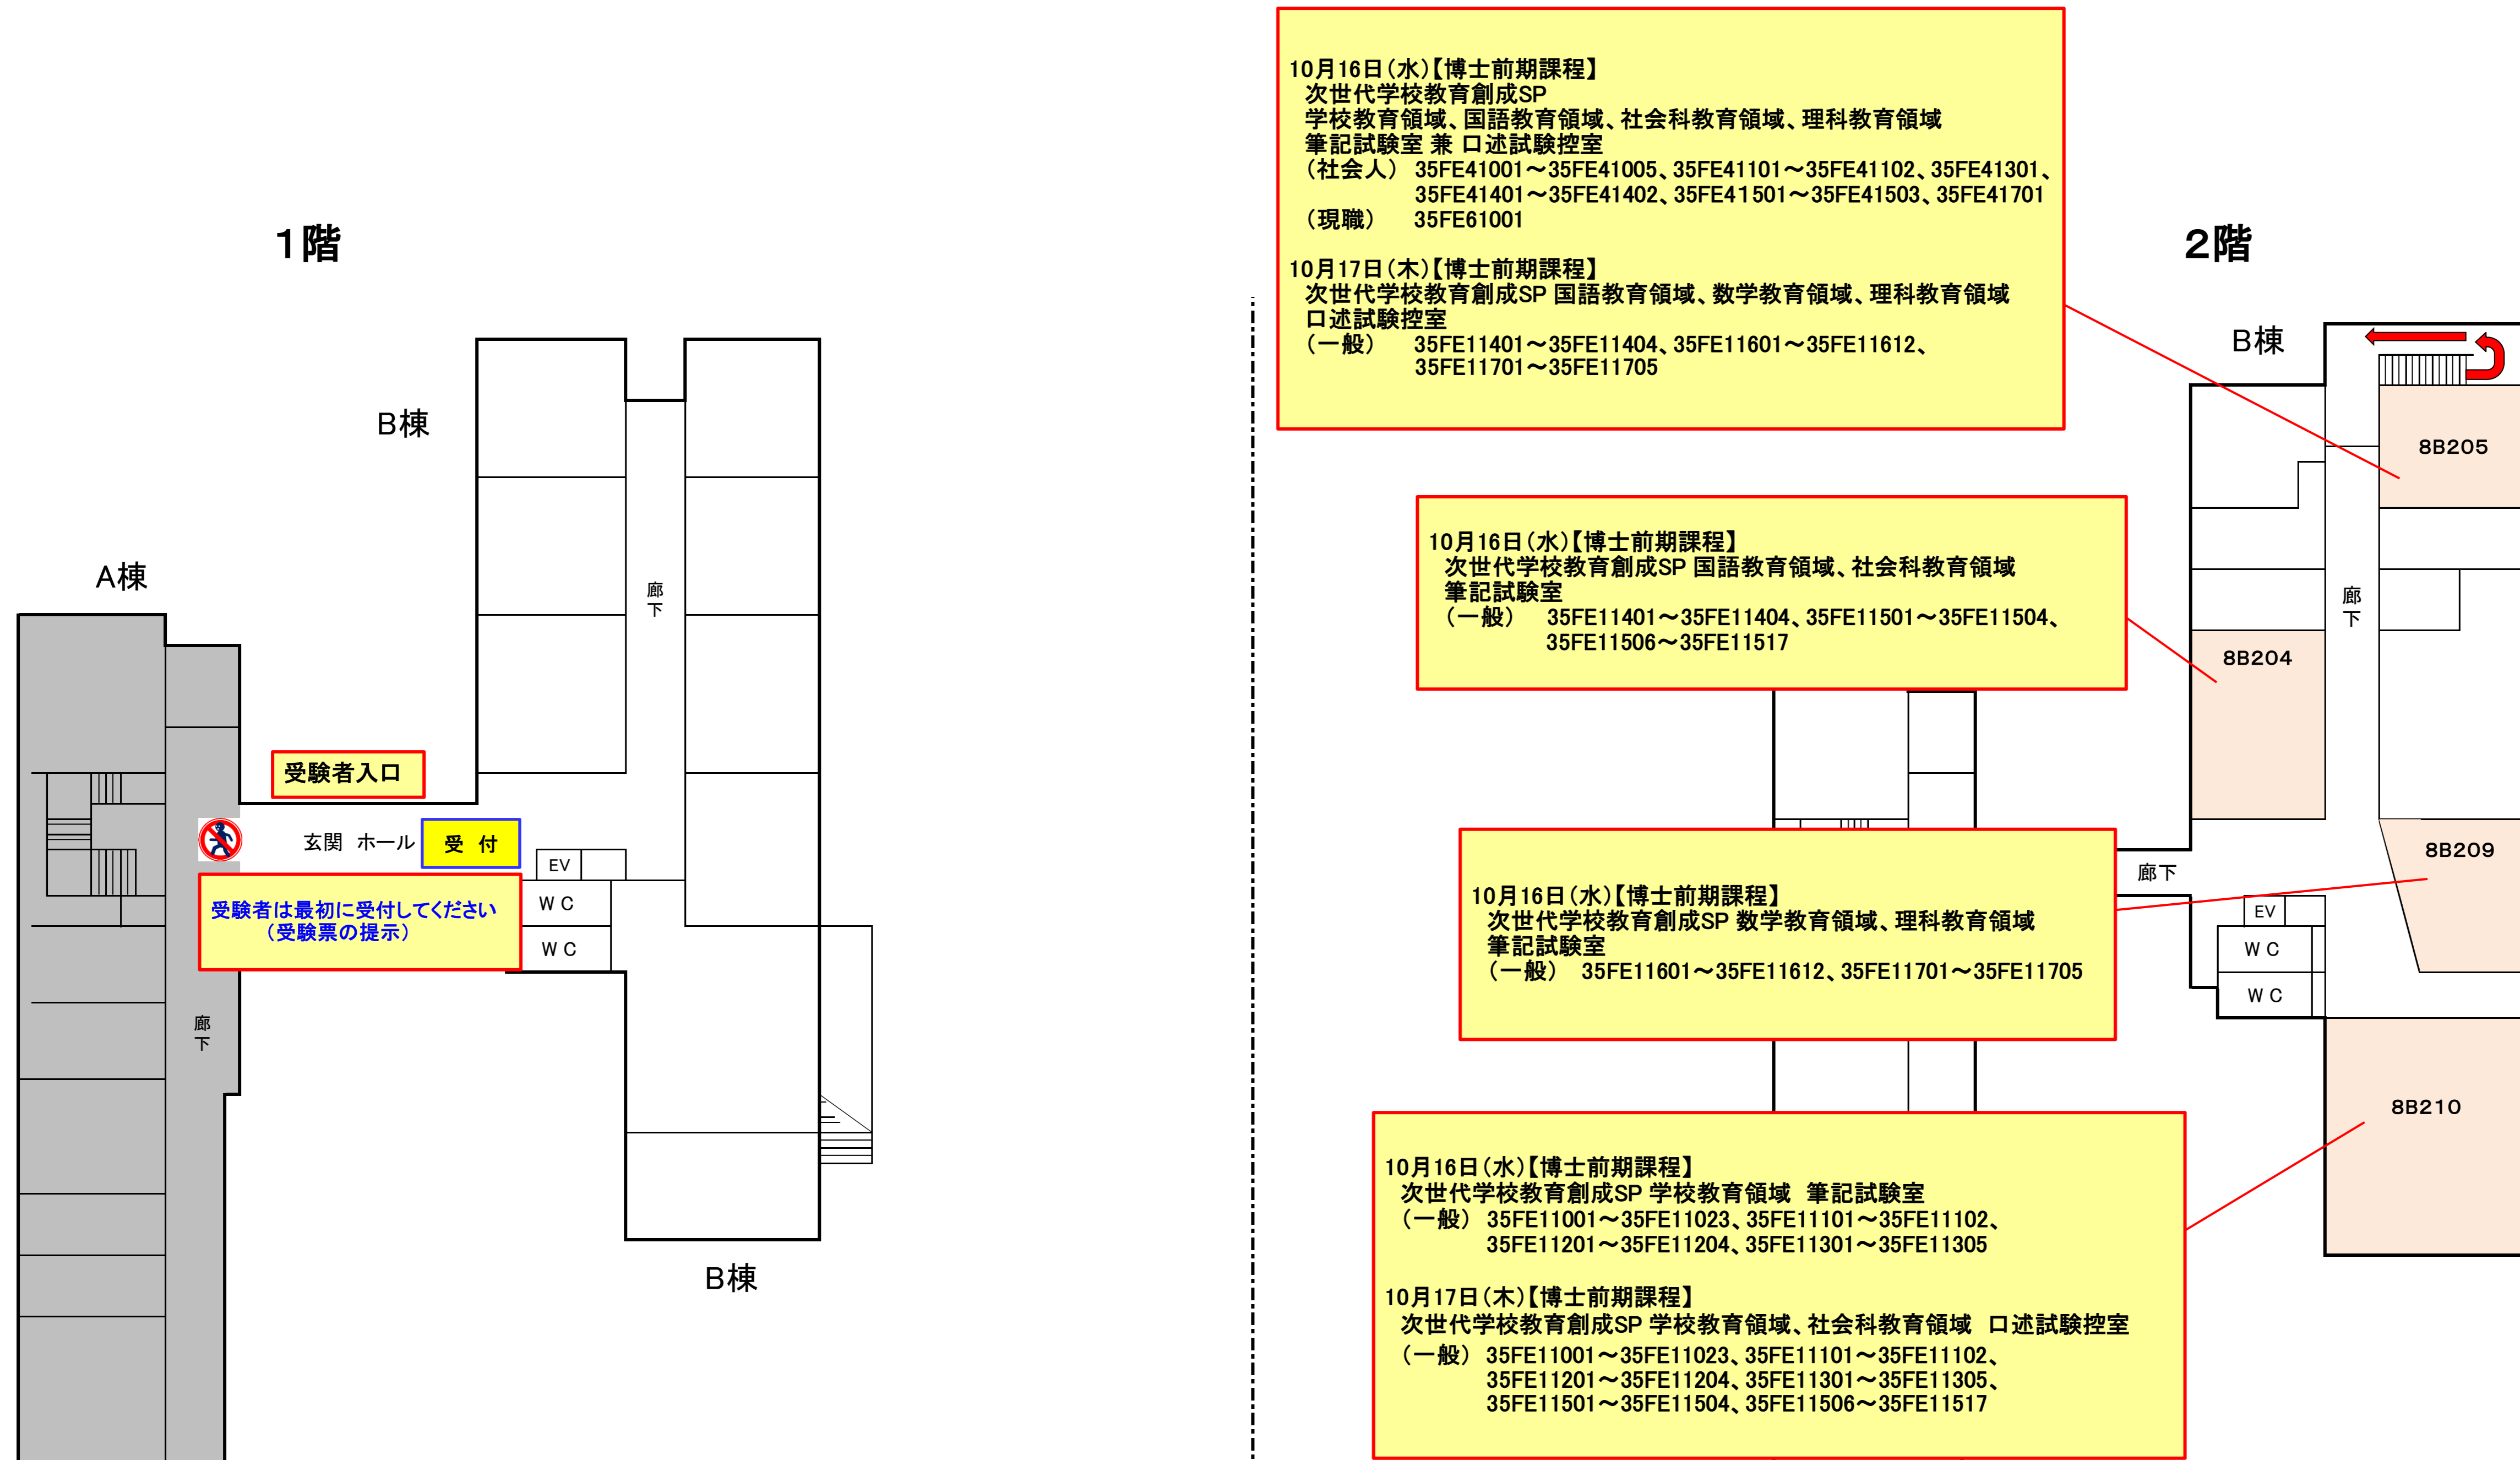 1階
B棟
廊下
A棟
受験者入口
玄関 ホール
受 付
EV
受験者は最初に受付してください
（受験票の提示）
W C
W C
廊下
B棟
10月16日（水）【博士前期課程】
次世代学校教育創成SP
学校教育領域、国語教育領域、社会科教育領域、理科教育領域
筆記試験室 兼 口述試験控室
（社会人） 35FE41001～35FE41005、35FE41101～35FE41102、35FE41301、
35FE41401～35FE41402、35FE41501～35FE41503、35FE41701
（現職） 35FE61001
10月17日（木）【博士前期課程】
次世代学校教育創成SP 国語教育領域、数学教育領域、理科教育領域
口述試験控室
（一般） 35FE11401～35FE11404、35FE11601～35FE11612、
35FE11701～35FE11705
2階
B棟
8B205
10月16日（水）【博士前期課程】
次世代学校教育創成SP 国語教育領域、社会科教育領域
筆記試験室
（一般） 35FE11401～35FE11404、35FE11501～35FE11504、
35FE11506～35FE11517
廊下
8B204
10月16日（水）【博士前期課程】
次世代学校教育創成SP 数学教育領域、理科教育領域
筆記試験室
（一般） 35FE11601～35FE11612、35FE11701～35FE11705
8B209
廊下
EV
W C
W C
8B210
10月16日（水）【博士前期課程】
次世代学校教育創成SP 学校教育領域 筆記試験室
（一般） 35FE11001～35FE11023、35FE11101～35FE11102、
35FE11201～35FE11204、35FE11301～35FE11305
10月17日（木）【博士前期課程】
次世代学校教育創成SP 学校教育領域、社会科教育領域 口述試験控室
（一般） 35FE11001～35FE11023、35FE11101～35FE11102、
35FE11201～35FE11204、35FE11301～35FE11305、
35FE11501～35FE11504、35FE11506～35FE11517